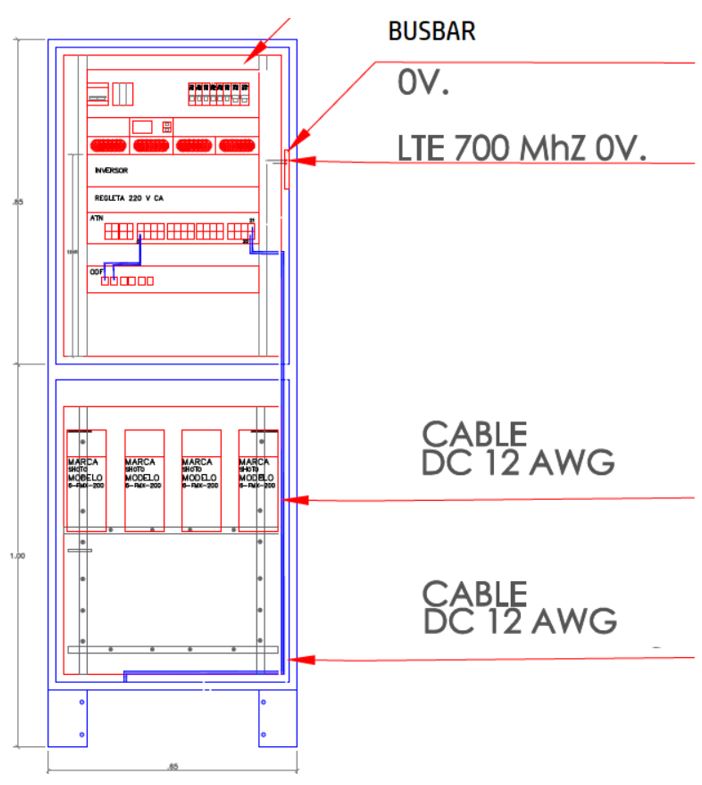 BUSBAR
0V.
LTE 700 MhZ 0V.
INVERSOR
REGLETA 220 V CA
ATN
21
ODF
.85
CABLE
DC 12 AWG
MARCA
SHOTO
MODELO
6-FMX-200
MARCA
SHOTO
MODELO
6-FMX-200
MARCA
SHOTO
MODELO
6-FMX-200
MARCA
SHOTO
MODELO
6-FMX-200
1.00
CABLE
DC 12 AWG
.65